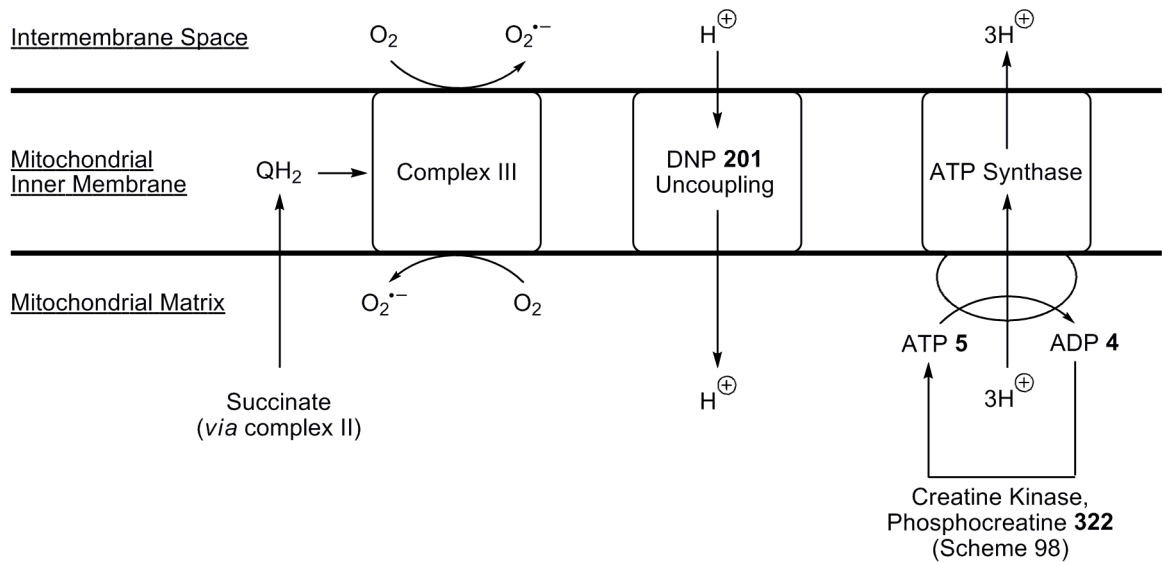 Intermembrane Space
O₂
O₂•−
H⊕
3H⊕
Mitochondrial
Inner Membrane
QH₂
Complex III
DNP 201
Uncoupling
ATP Synthase
Mitochondrial Matrix
O₂•−
O₂
ATP 5
ADP 4
Succinate
(via complex II)
H⊕
3H⊕
Creatine Kinase,
Phosphocreatine 322
(Scheme 98)